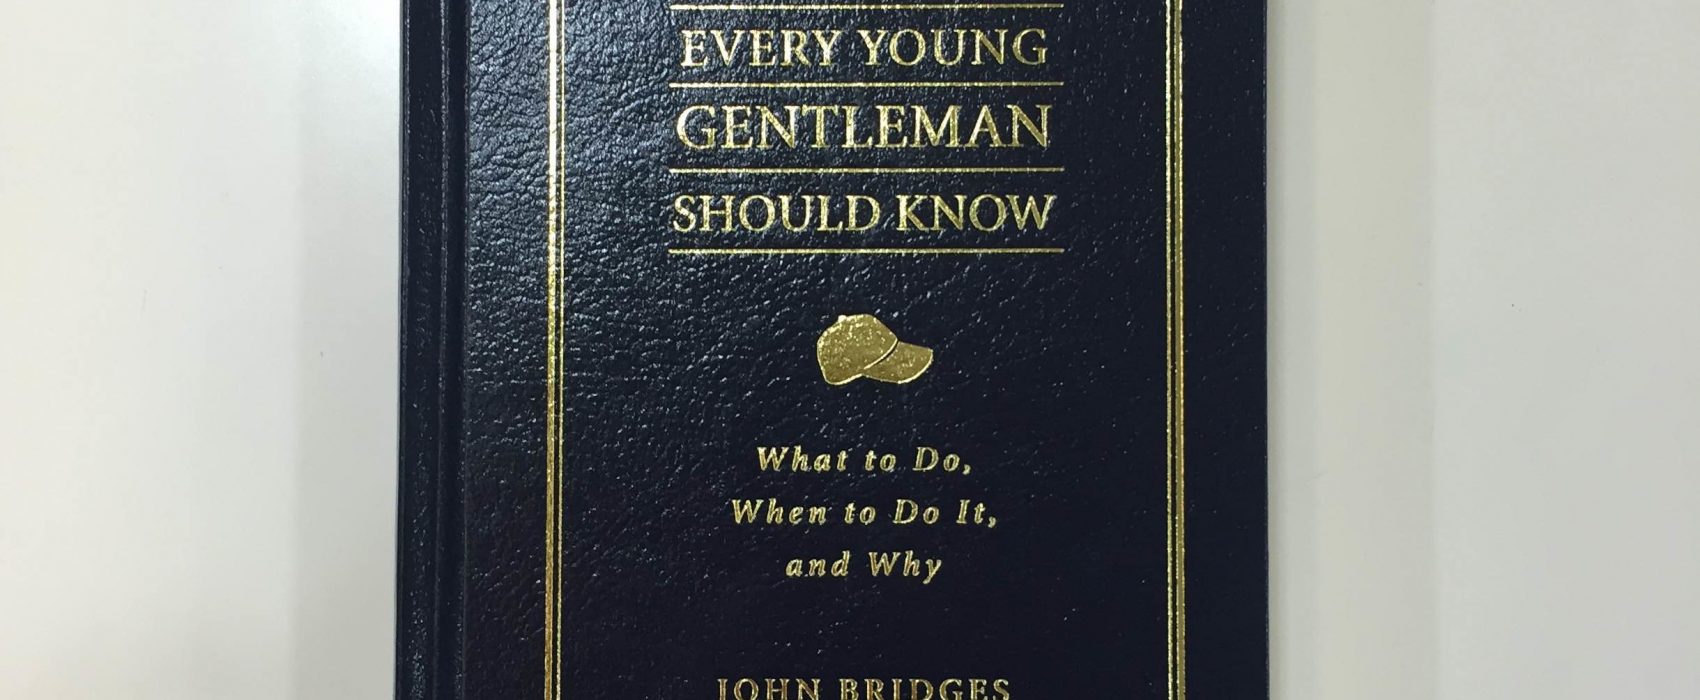 EVERY YOUNG
GENTLEMAN
SHOULD KNOW
What to Do,
When to Do It,
and Why
JOHN BRIDGES